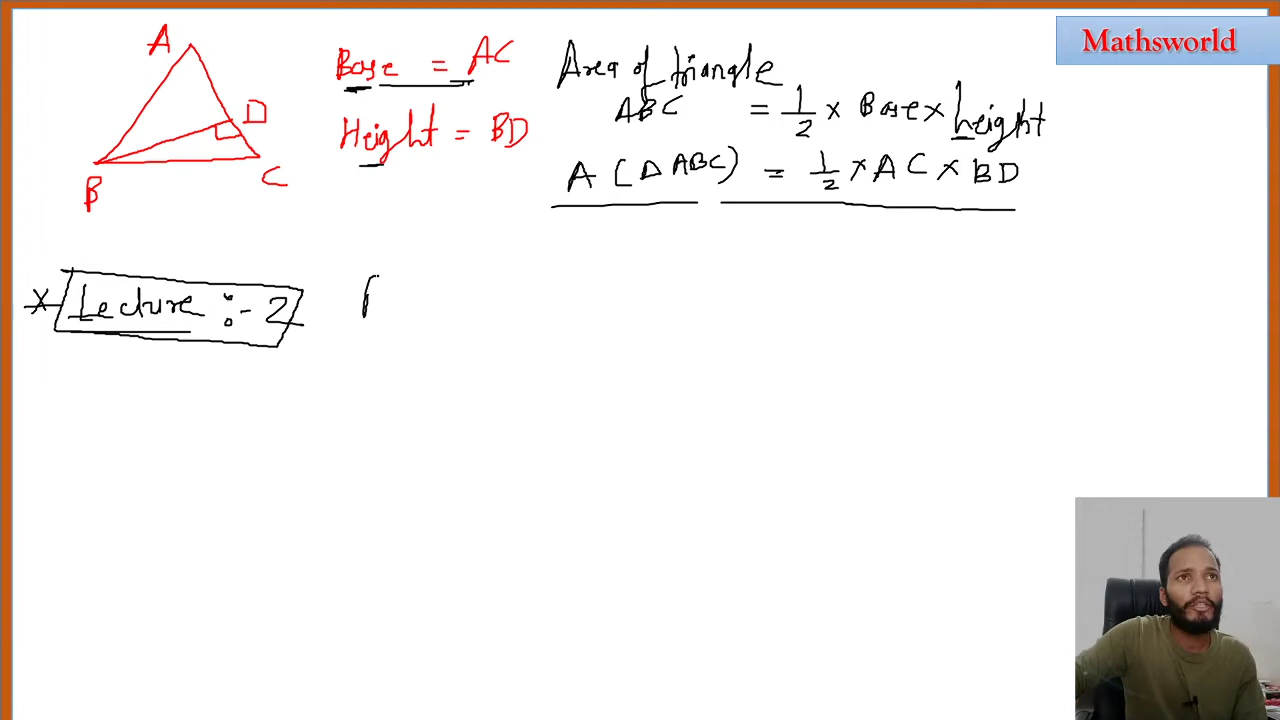 Mathsworld
A
D
B
C
Base = AC
Height = BD
Area of triangle
ABC = 1/2 × Base × height
A (Δ ABC) = 1/2 × AC × BD
* Lecture :- 2